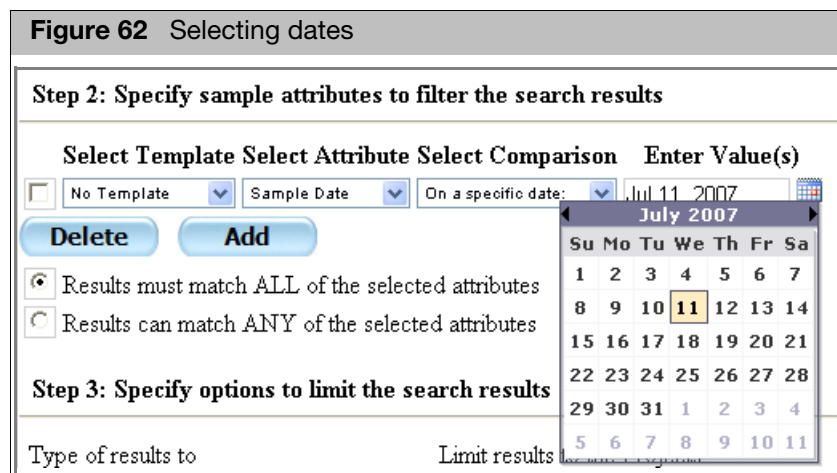 Figure 62 Selecting dates
Step 2: Specify sample attributes to filter the search results
Select Template Select Attribute Select Comparison Enter Value(s)
No Template Sample Date On a specific date: Jul 11, 2007
Delete Add
July 2007
Su Mo Tu We Th Fr Sa
1 2 3 4 5 6 7
8 9 10 11 12 13 14
15 16 17 18 19 20 21
22 23 24 25 26 27 28
29 30 31 1 2 3 4
5 6 7 8 9 10 11
Results must match ALL of the selected attributes
Results can match ANY of the selected attributes
Step 3: Specify options to limit the search results
Type of results to Limit results